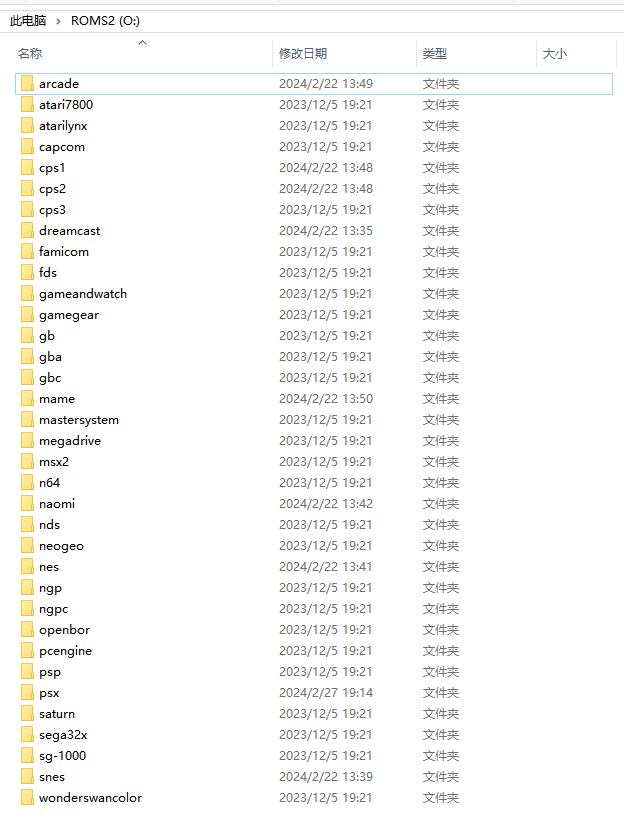 此电脑 › ROMS2 (O:)
名称 修改日期 类型 大小
arcade 2024/2/22 13:49 文件夹
atari7800 2023/12/5 19:21 文件夹
atarilynx 2023/12/5 19:21 文件夹
capcom 2023/12/5 19:21 文件夹
cps1 2024/2/22 13:48 文件夹
cps2 2024/2/22 13:48 文件夹
cps3 2023/12/5 19:21 文件夹
dreamcast 2024/2/22 13:35 文件夹
famicom 2023/12/5 19:21 文件夹
fds 2023/12/5 19:21 文件夹
gameandwatch 2023/12/5 19:21 文件夹
gamegear 2023/12/5 19:21 文件夹
gb 2023/12/5 19:21 文件夹
gba 2023/12/5 19:21 文件夹
gbc 2023/12/5 19:21 文件夹
mame 2024/2/22 13:50 文件夹
mastersystem 2023/12/5 19:21 文件夹
megadrive 2023/12/5 19:21 文件夹
msx2 2023/12/5 19:21 文件夹
n64 2023/12/5 19:21 文件夹
naomi 2024/2/22 13:42 文件夹
nds 2023/12/5 19:21 文件夹
neogeo 2023/12/5 19:21 文件夹
nes 2024/2/22 13:41 文件夹
ngp 2023/12/5 19:21 文件夹
ngpc 2023/12/5 19:21 文件夹
openbor 2023/12/5 19:21 文件夹
pcengine 2023/12/5 19:21 文件夹
psp 2023/12/5 19:21 文件夹
psx 2024/2/27 19:14 文件夹
saturn 2023/12/5 19:21 文件夹
sega32x 2023/12/5 19:21 文件夹
sg-1000 2023/12/5 19:21 文件夹
snes 2024/2/22 13:39 文件夹
wonderswancolor 2023/12/5 19:21 文件夹